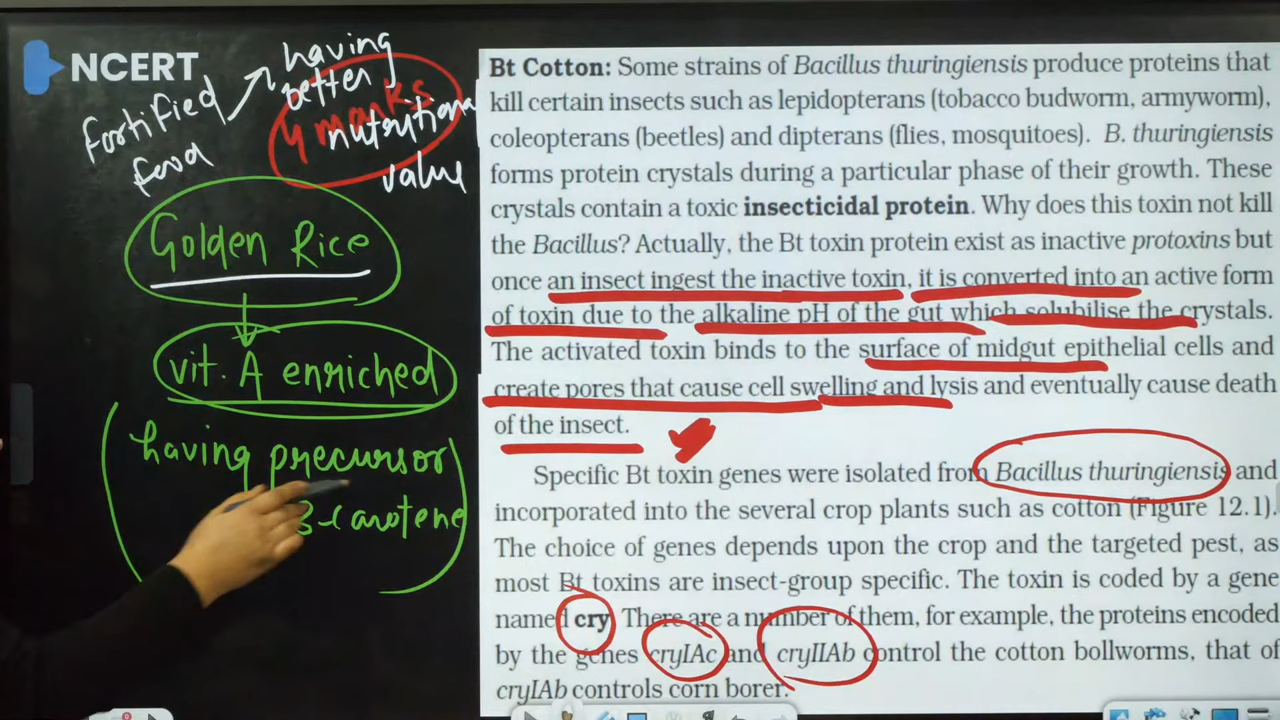 NCERT
fortified
food
having
better
4 marks
nutritional
value
Golden Rice
vit. A enriched
(having precursor
β-carotene)
Bt Cotton: Some strains of Bacillus thuringiensis produce proteins that
kill certain insects such as lepidopterans (tobacco budworm, armyworm),
coleopterans (beetles) and dipterans (flies, mosquitoes). B. thuringiensis
forms protein crystals during a particular phase of their growth. These
crystals contain a toxic insecticidal protein. Why does this toxin not kill
the Bacillus? Actually, the Bt toxin protein exist as inactive protoxins but
once an insect ingest the inactive toxin, it is converted into an active form
of toxin due to the alkaline pH of the gut which solubilise the crystals.
The activated toxin binds to the surface of midgut epithelial cells and
create pores that cause cell swelling and lysis and eventually cause death
of the insect.
Specific Bt toxin genes were isolated from Bacillus thuringiensis and
incorporated into the several crop plants such as cotton (Figure 12.1).
The choice of genes depends upon the crop and the targeted pest, as
most Bt toxins are insect-group specific. The toxin is coded by a gene
named cry. There are a number of them, for example, the proteins encoded
by the genes cryIAc and cryIIAb control the cotton bollworms, that of
cryIAb controls corn borer.